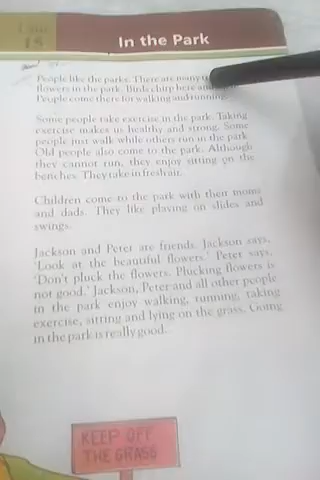 15
In the Park
People like the parks. There are many
flowers in the park. Birds chirp here and
People come there for walking and running.
Some people take exercise in the park. Taking
exercise makes us healthy and strong. Some
people just walk while others run in the park
Old people also come to the park. Although
they cannot run, they enjoy sitting on the
benches. They take in fresh air.
Children come to the park with their moms
and dads. They like playing on slides and
swings.
Jackson and Peter are friends. Jackson says,
'Look at the beautiful flowers.' Peter says,
'Don't pluck the flowers. Plucking flowers is
not good.' Jackson, Peter and all other people
in the park enjoy walking, running, taking
exercise, sitting and lying on the grass. Going
in the park is really good.
KEEP OFF
THE GRASS